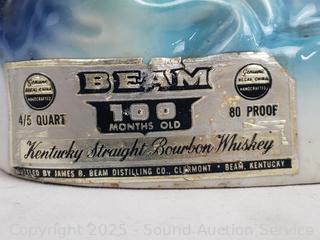 Genuine
REGAL CHINA
HANDCRAFTED
BEAM
Genuine
REGAL CHINA
HANDCRAFTED
4/5 QUART
100
80 PROOF
MONTHS OLD
Kentucky Straight Bourbon Whiskey
BOTTLED BY JAMES B. BEAM DISTILLING CO., CLERMONT • BEAM, KENTUCKY
Copyright © 2025 - Sound Auction Service